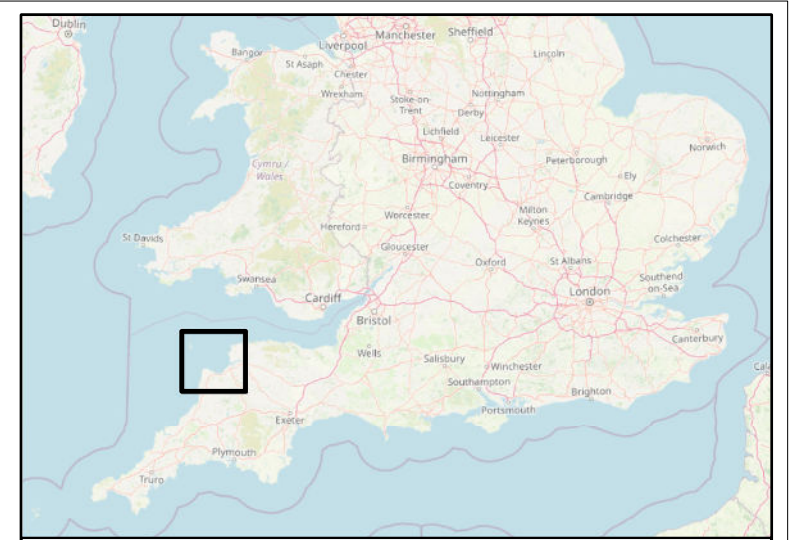 Dublin
Manchester
Sheffield
Liverpool
Bangor
Lincoln
St Asaph
Chester
Wrexham
Stoke-on-
Trent
Nottingham
Derby
Lichfield
Leicester
Norwich
Birmingham
Peterborough
Cymru /
Wales
Ely
Coventry
Cambridge
Worcester
Milton
Keynes
Hereford
St Davids
Gloucester
Colchester
Oxford
St Albans
Swansea
Southend
on-Sea
Cardiff
London
Bristol
Canterbury
Wells
Salisbury
Winchester
Cal
Southampton
Brighton
Portsmouth
Exeter
Plymouth
Truro